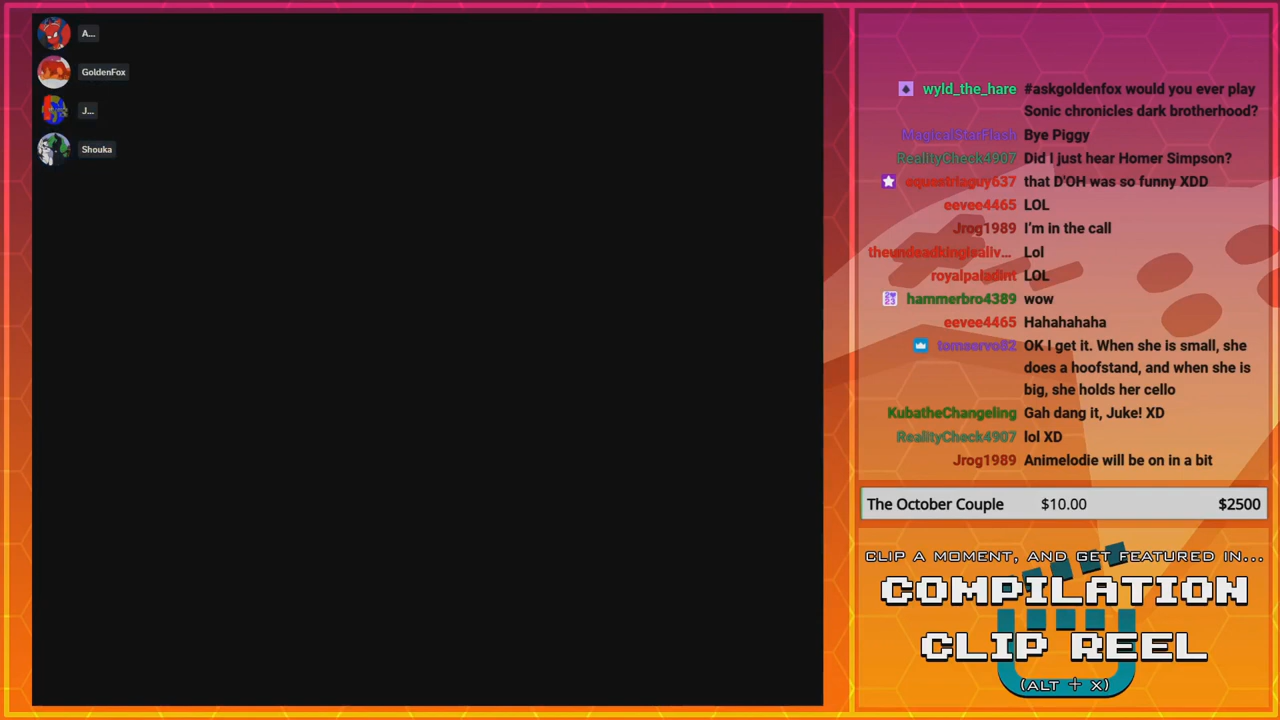 A...
GoldenFox
J...
Shouka
wyld_the_hare #askgoldenfox would you ever play
Sonic chronicles dark brotherhood?
MagicalStarFlash Bye Piggy
RealityCheck4907 Did I just hear Homer Simpson?
equestriaguy637 that D'OH was so funny XDD
eevee4465 LOL
Jrog1989 I'm in the call
theundeadkingisaliv... Lol
royalpaladint LOL
hammerbro4389 wow
eevee4465 Hahahahaha
tomservo82 OK I get it. When she is small, she
does a hoofstand, and when she is
big, she holds her cello
KubatheChangeling Gah dang it, Juke! XD
RealityCheck4907 lol XD
Jrog1989 Animelodie will be on in a bit
The October Couple $10.00 $2500
CLIP A MOMENT, AND GET FEATURED IN...
COMPILATION
CLIP REEL
(ALT + X)